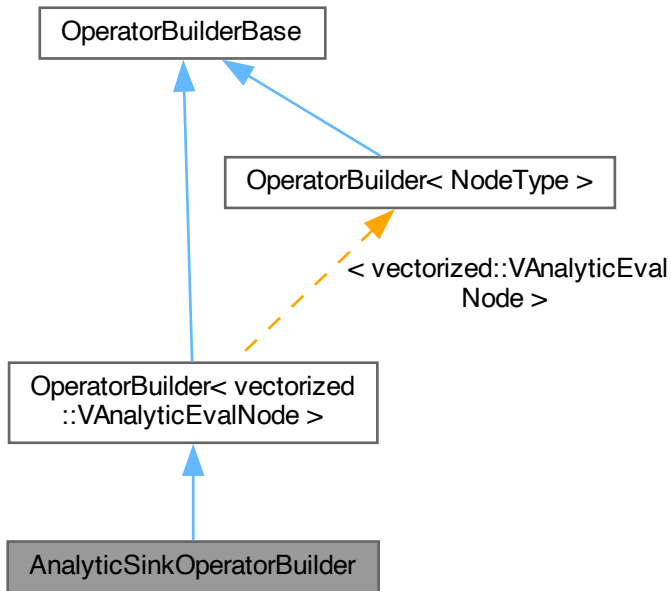 OperatorBuilderBase
OperatorBuilder< NodeType >
< vectorized::VAnalyticEval
Node >
OperatorBuilder< vectorized
::VAnalyticEvalNode >
AnalyticSinkOperatorBuilder